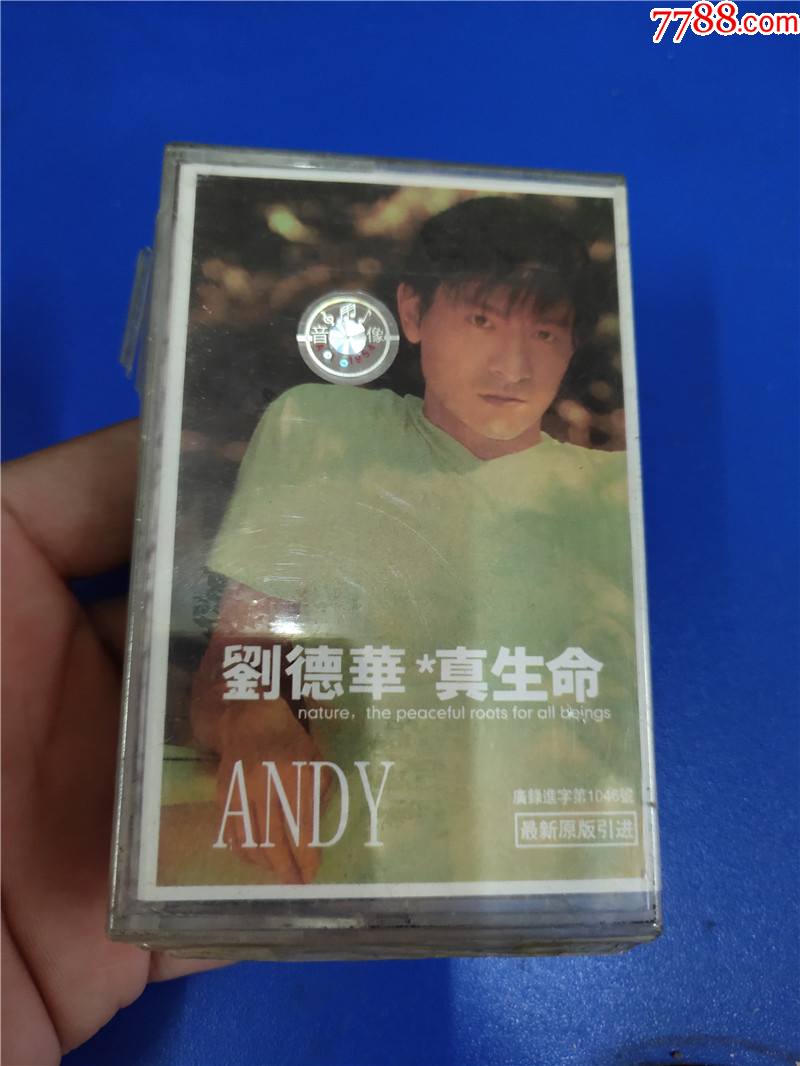 7788.com
音 像
劉德華*真生命
nature, the peaceful roots for all beings
ANDY
廣錄進字第1046號
最新原版引进